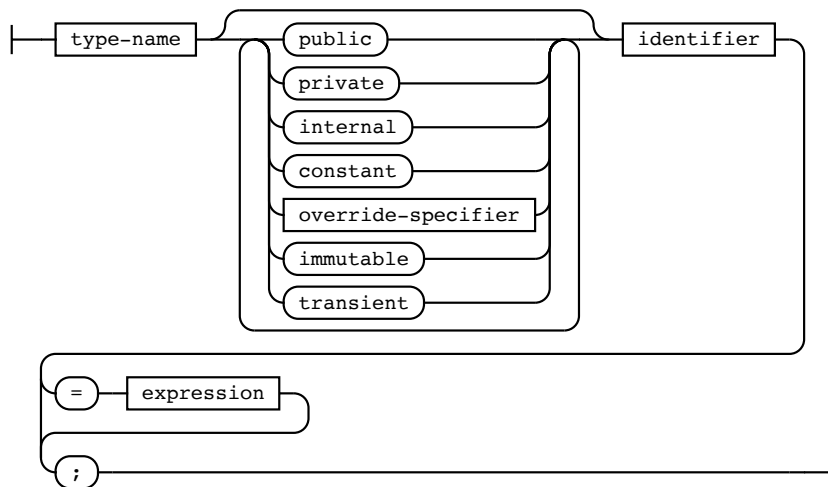 type-name public identifier
private
internal
constant
override-specifier
immutable
transient
= expression
;